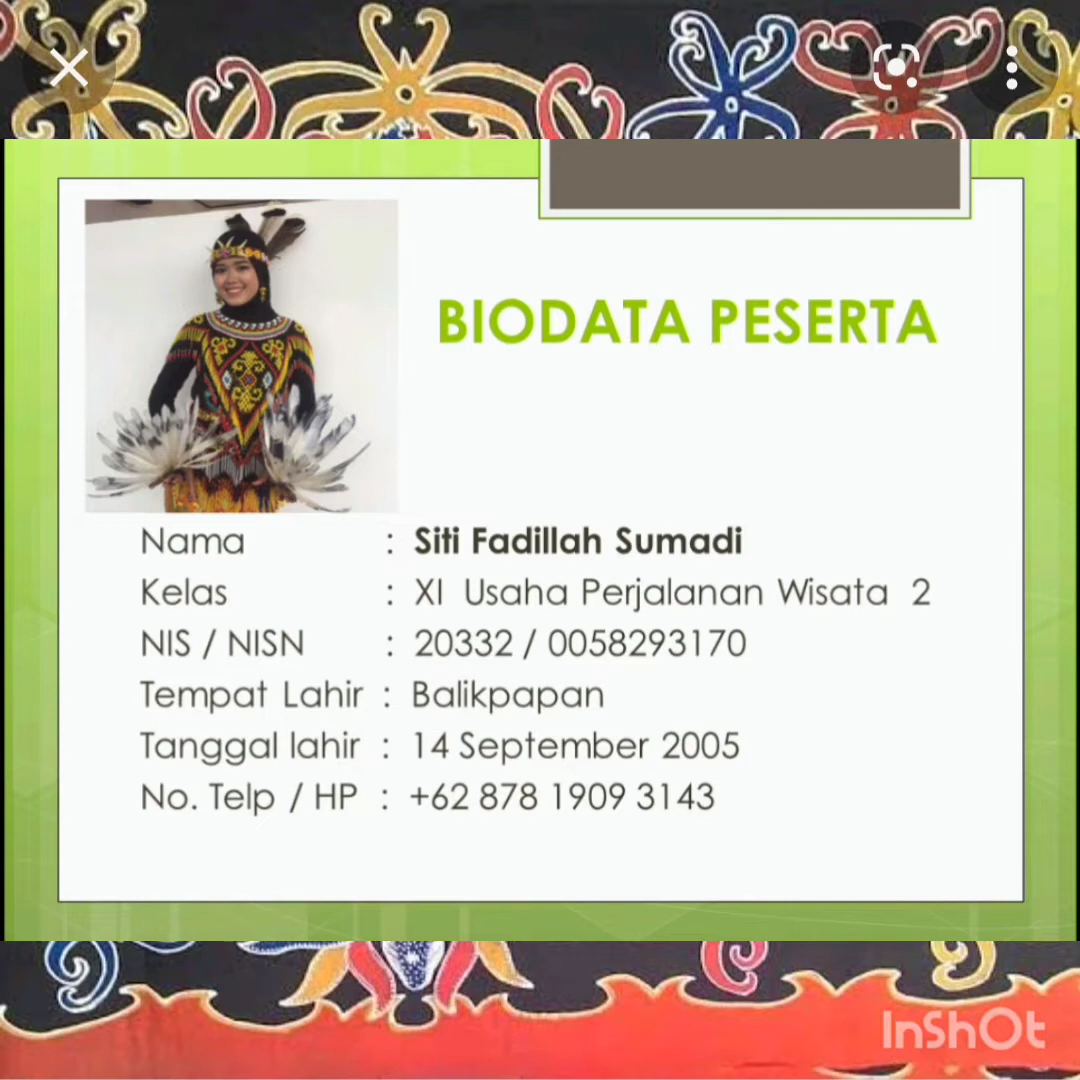 BIODATA PESERTA
Nama : Siti Fadillah Sumadi
Kelas : XI Usaha Perjalanan Wisata 2
NIS / NISN : 20332 / 0058293170
Tempat Lahir : Balikpapan
Tanggal lahir : 14 September 2005
No. Telp / HP : +62 878 1909 3143
InShOt